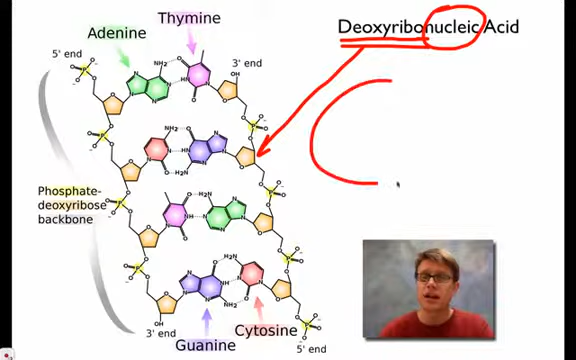 Deoxyribonucleic Acid
Thymine
Adenine
5' end
3' end
Phosphate-
deoxyribose
backbone
3' end
Cytosine
Guanine
5' end